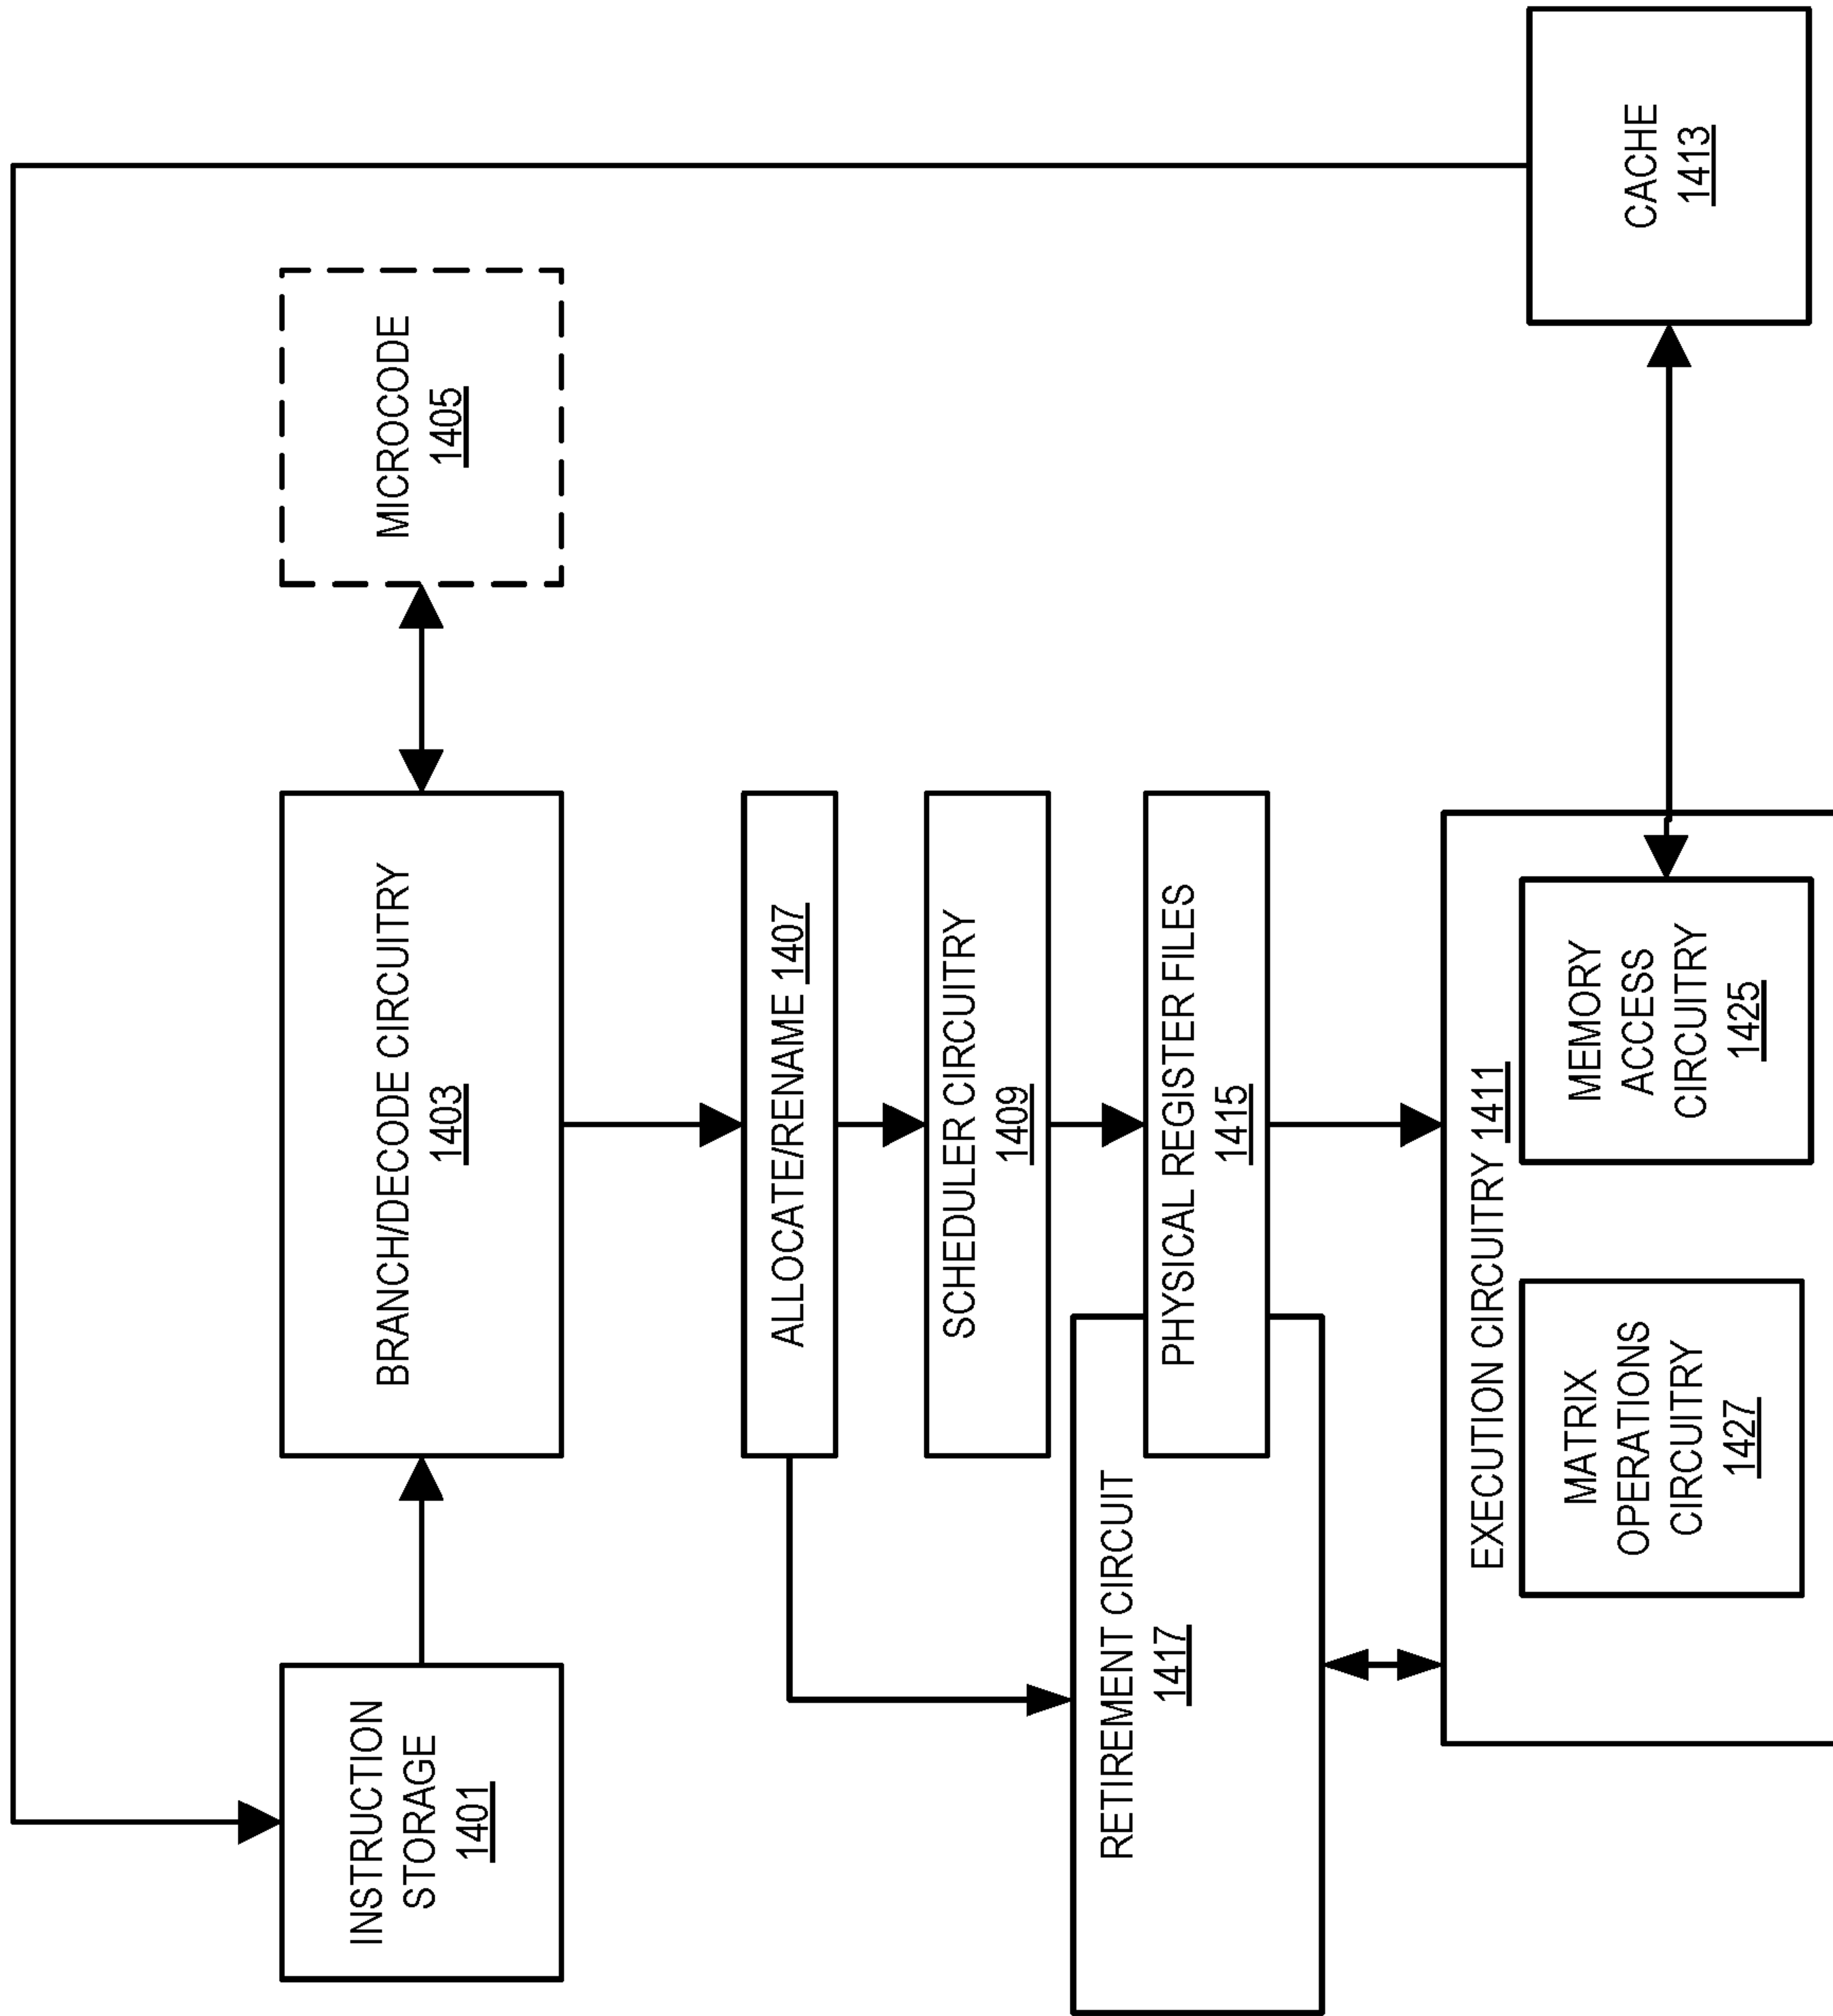 INSTRUCTION
STORAGE
1401
BRANCH/DECODE CIRCUITRY
1403
MICROCODE
1405
ALLOCATE/RENAME 1407
SCHEDULER CIRCUITRY
1409
RETIREMENT CIRCUIT
1417
PHYSICAL REGISTER FILES
1415
EXECUTION CIRCUITRY 1411
MATRIX
OPERATIONS
CIRCUITRY
1427
MEMORY
ACCESS
CIRCUITRY
1425
CACHE
1413